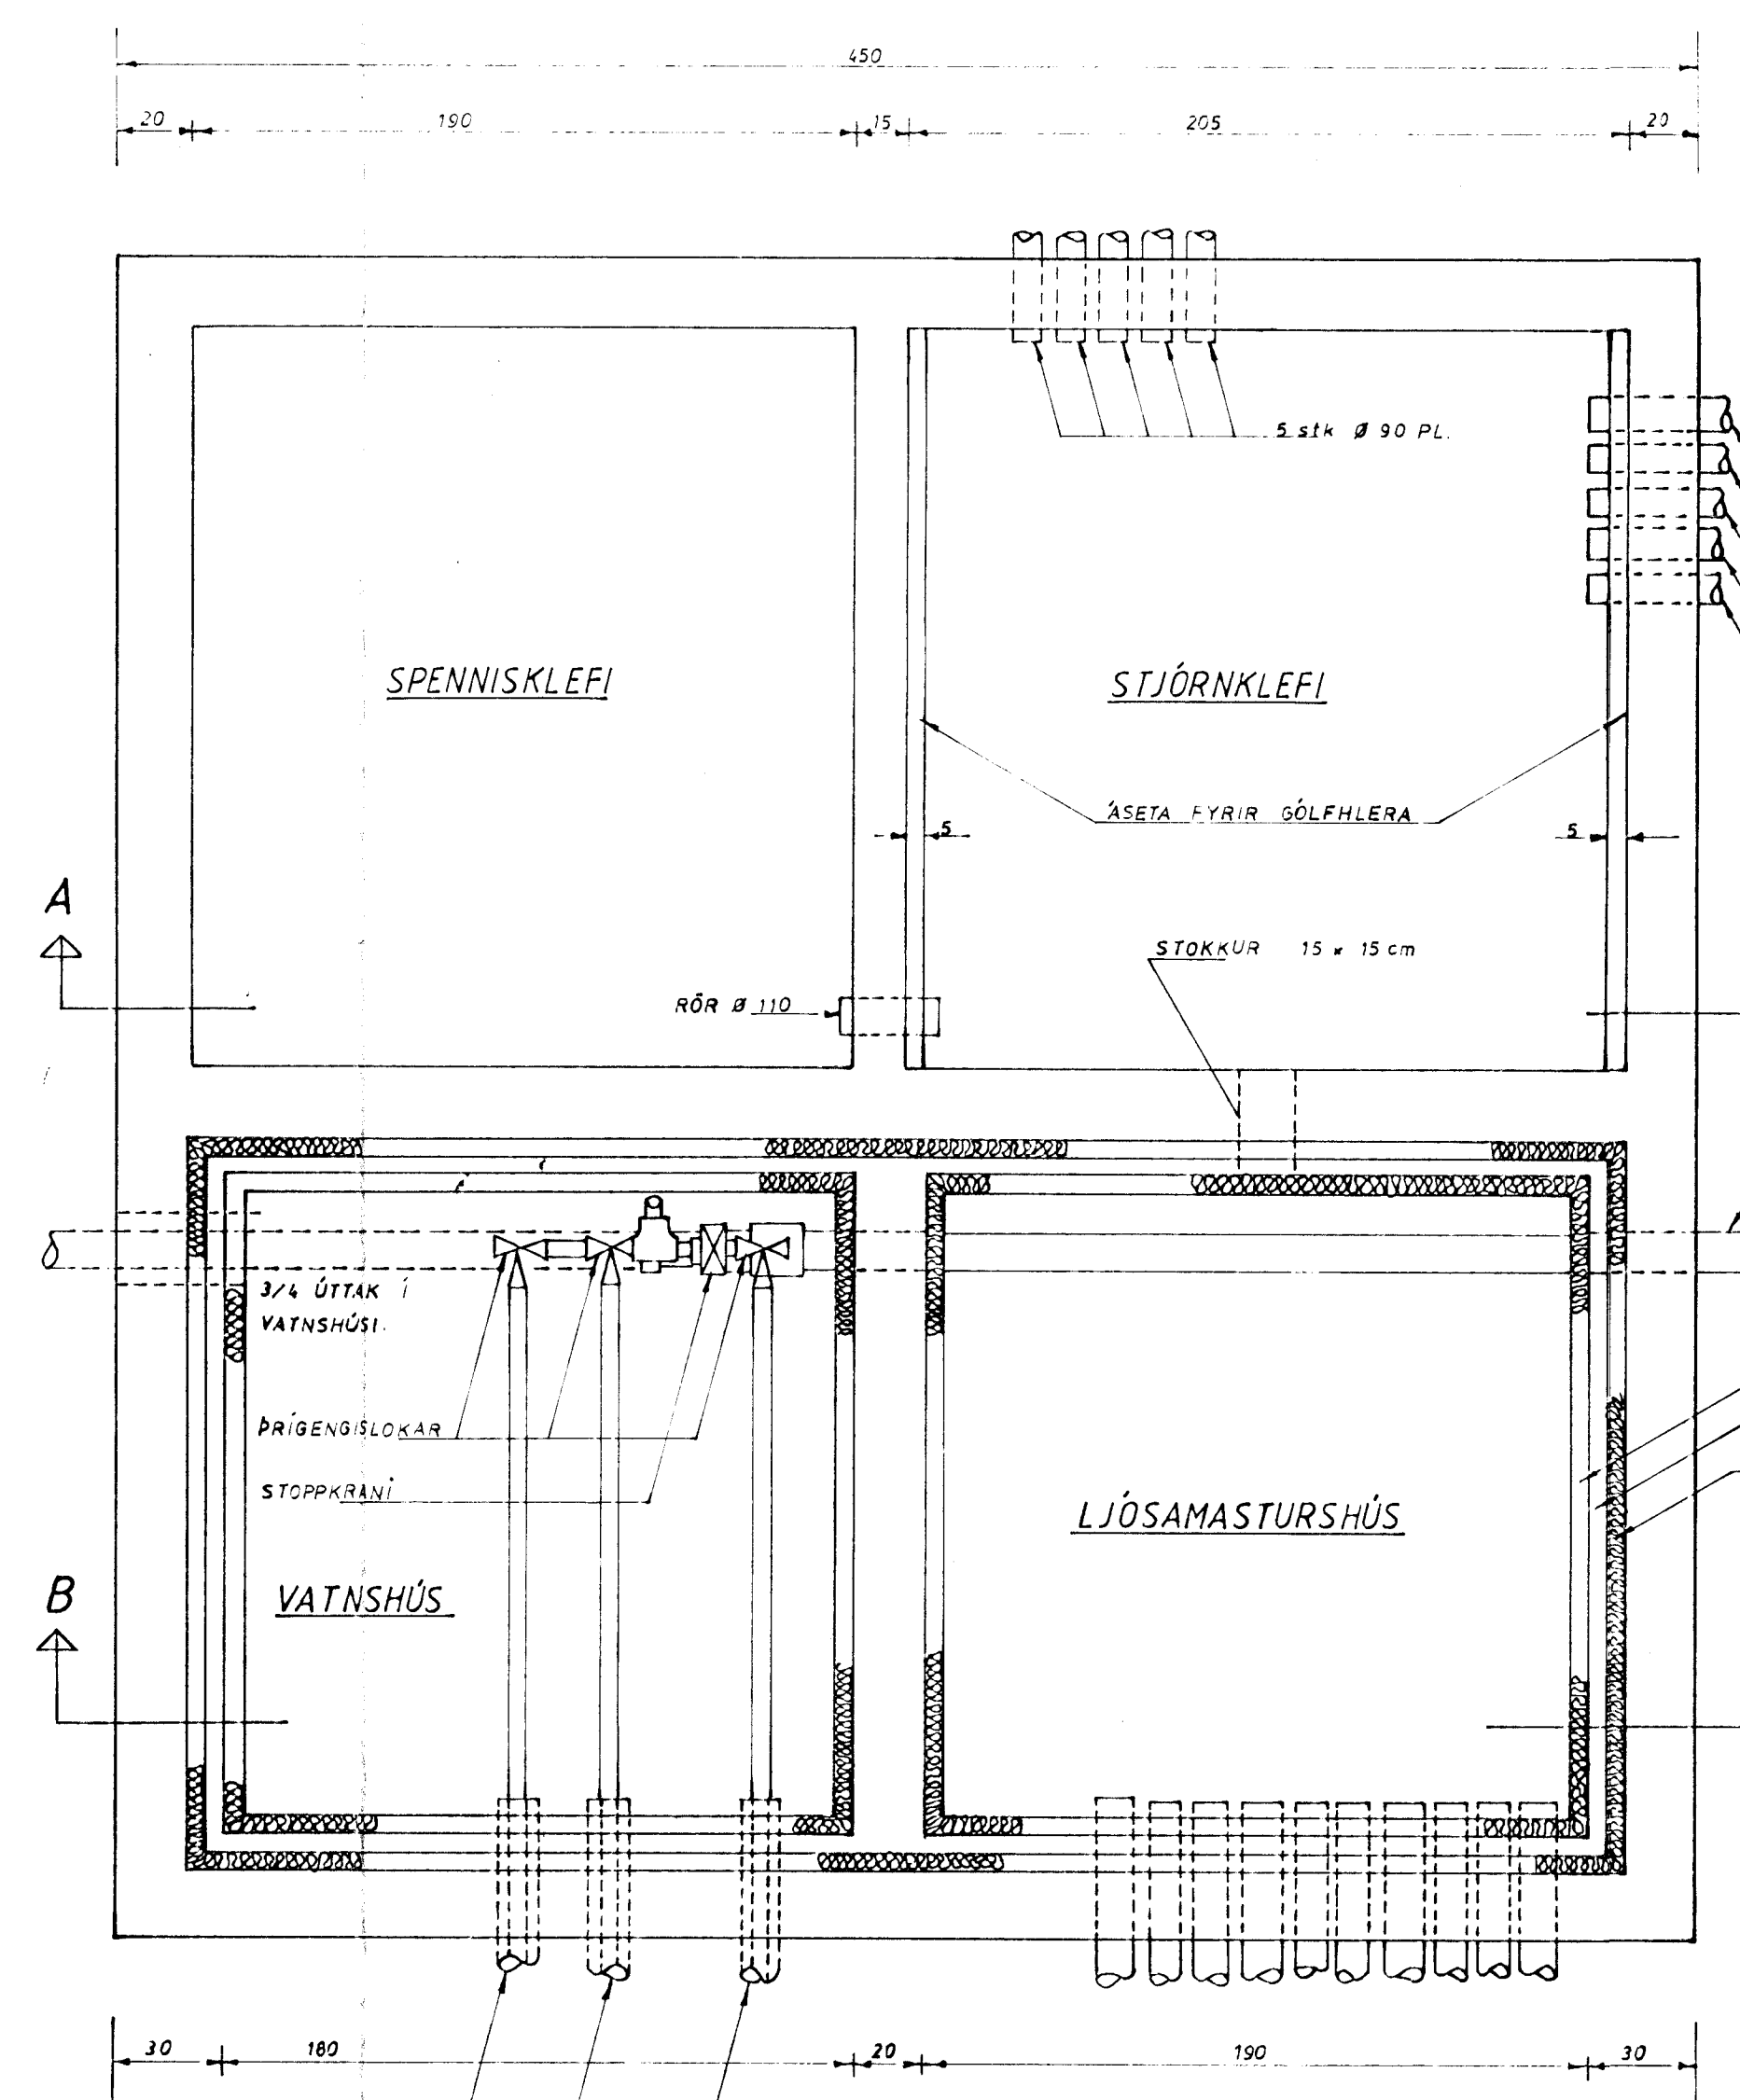 450
20 190 15 205 20
5 stk Ø 90 PL.
SPENNISKLEFI
STJÓRNKLEFI
ÁSETA FYRIR GÓLFHLERA
5 5
A
STOKKUR 15 x 15 cm
RÖR Ø 110
3/4 ÚTTAK Í
VATNSHÚSI.
ÞRÍGENGISLOKAR
STOPPKRANI
LJÓSAMASTURSHÚS
B
VATNSHÚS
30 180 20 190 30